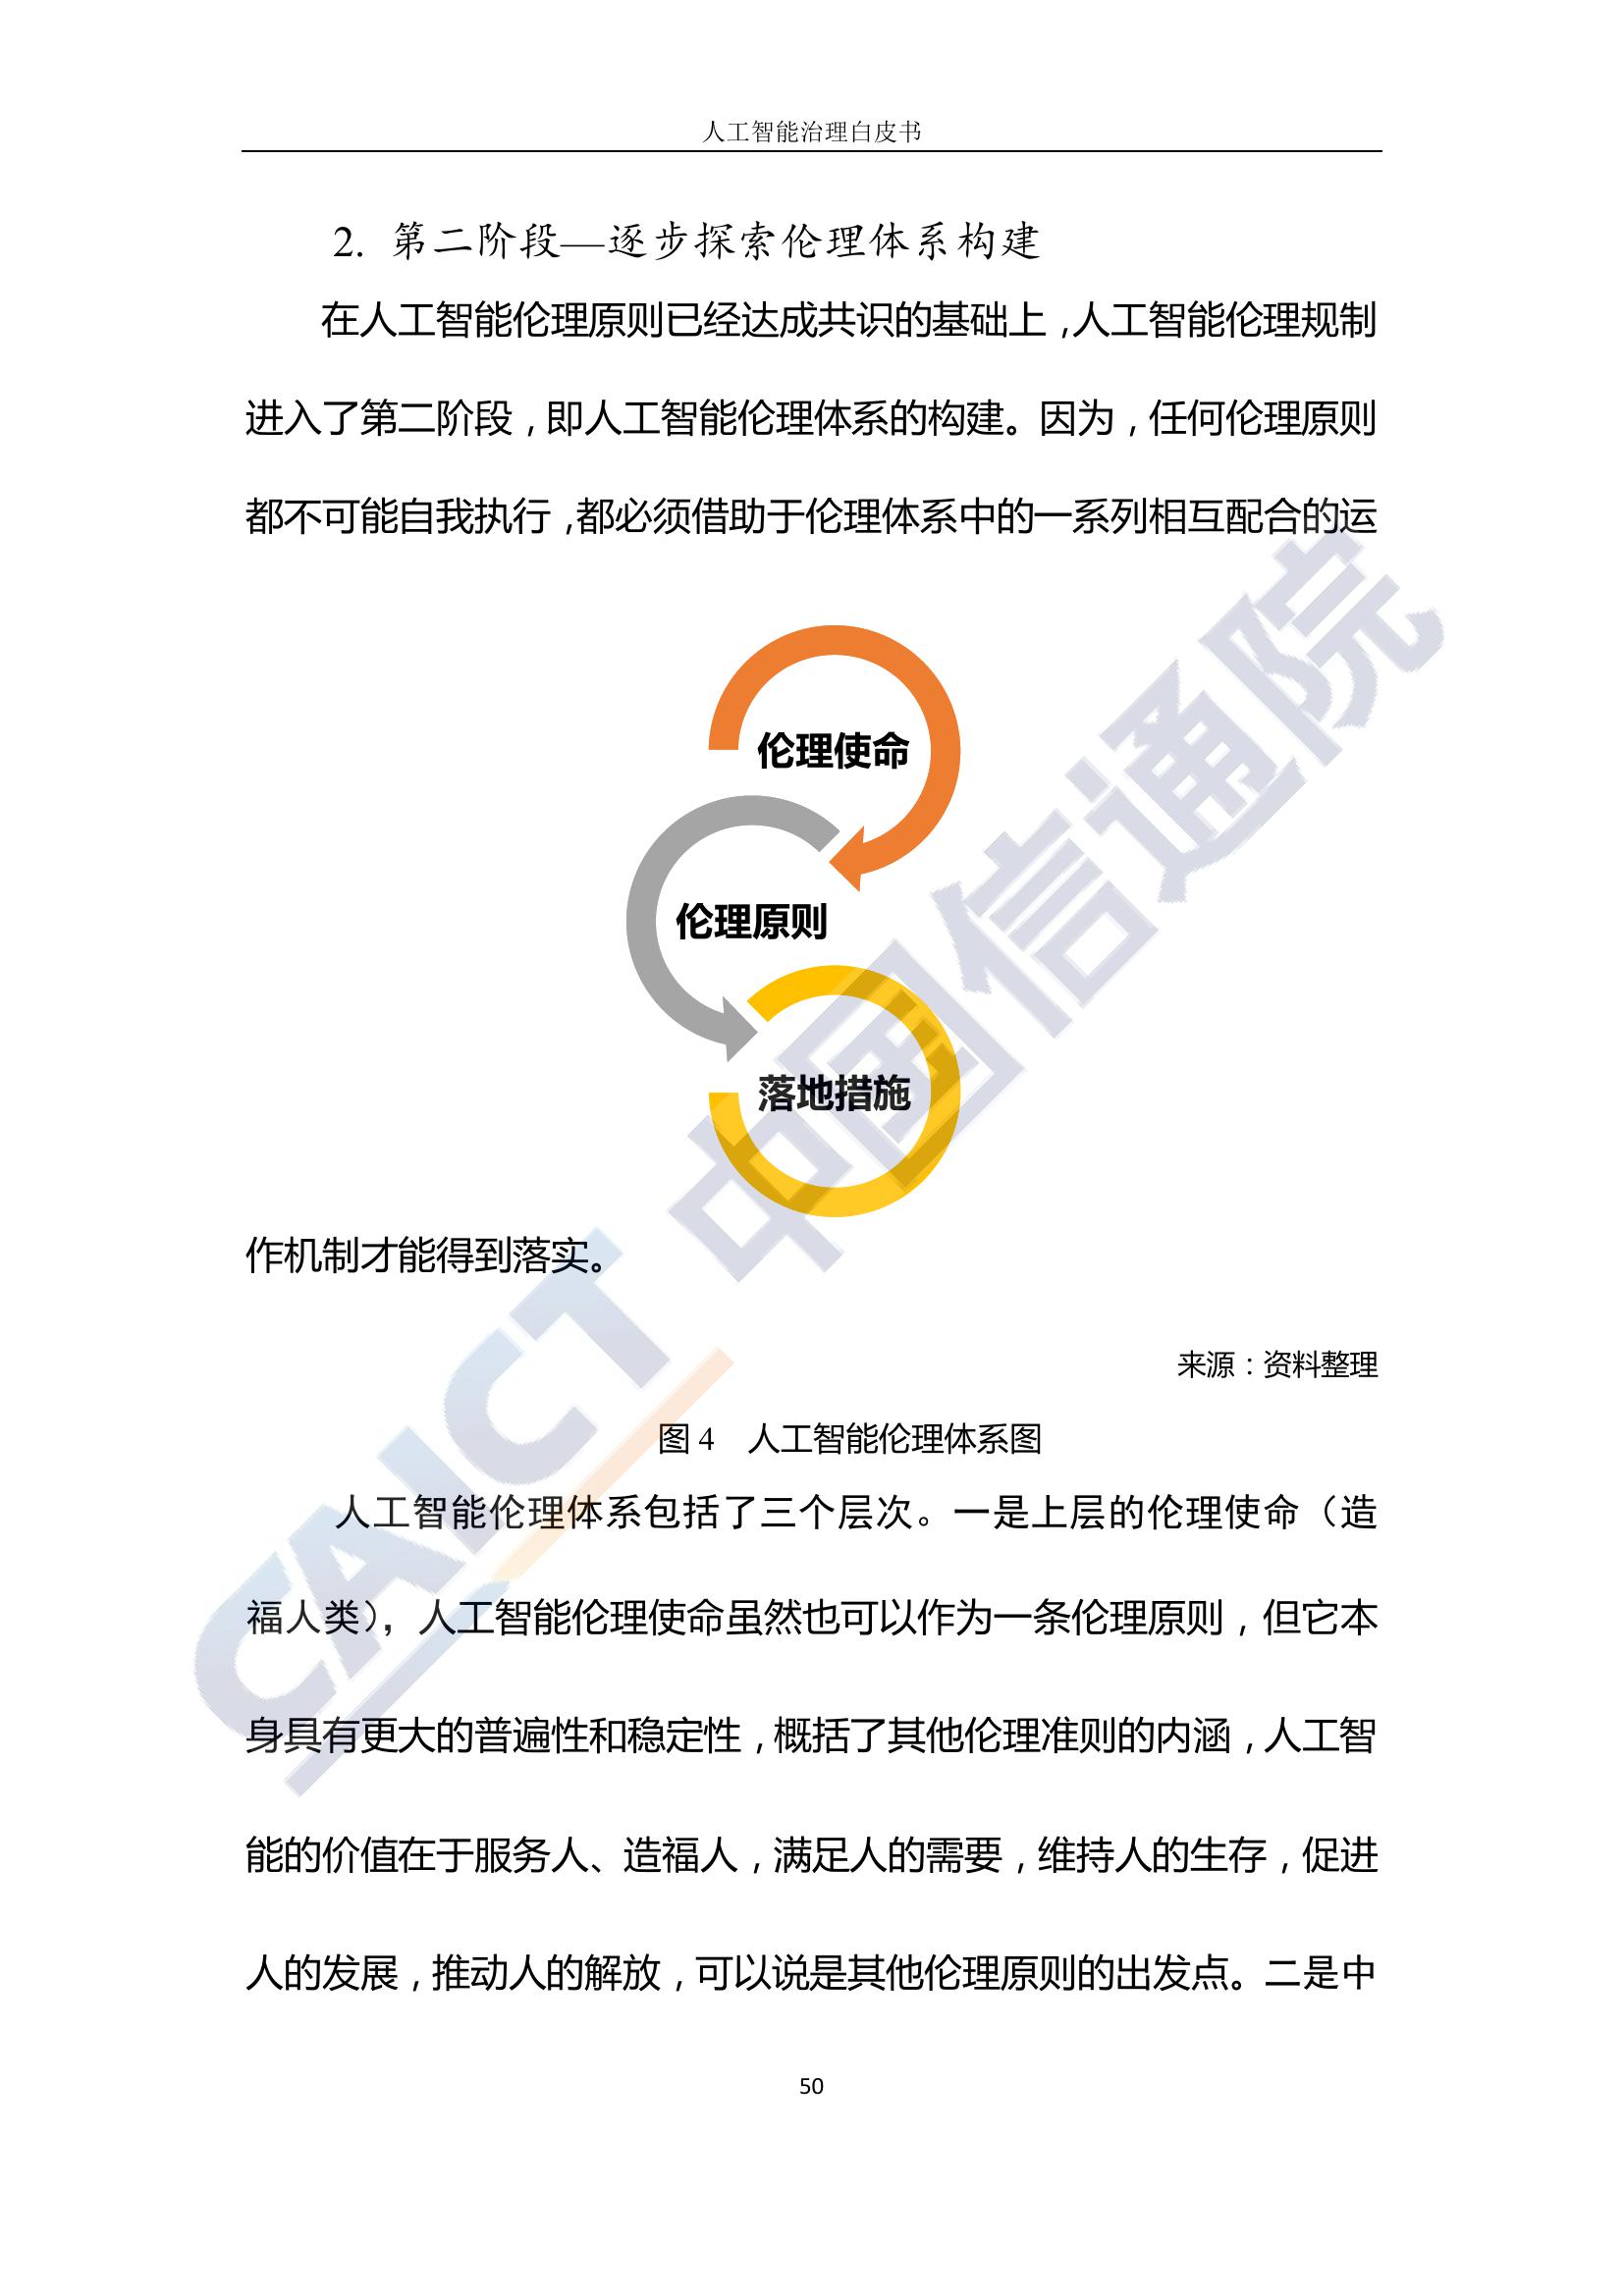 人工智能治理白皮书
2. 第二阶段—逐步探索伦理体系构建
在人工智能伦理原则已经达成共识的基础上，人工智能伦理规制
进入了第二阶段，即人工智能伦理体系的构建。因为，任何伦理原则
都不可能自我执行，都必须借助于伦理体系中的一系列相互配合的运
伦理使命
伦理原则
落地措施
作机制才能得到落实。
来源：资料整理
图 4 人工智能伦理体系图
人工智能伦理体系包括了三个层次。一是上层的伦理使命（造
福人类），人工智能伦理使命虽然也可以作为一条伦理原则，但它本
身具有更大的普遍性和稳定性，概括了其他伦理准则的内涵，人工智
能的价值在于服务人、造福人，满足人的需要，维持人的生存，促进
人的发展，推动人的解放，可以说是其他伦理原则的出发点。二是中
50
CAICT 中國信通院